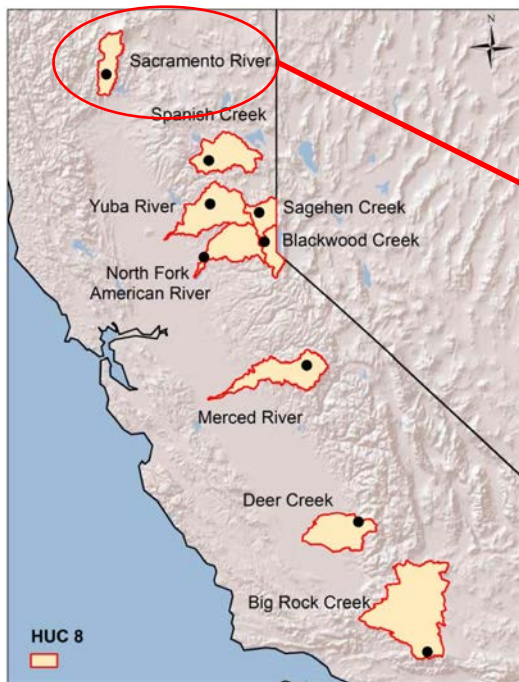 N
Sacramento River
Spanish Creek
Yuba River
Sagehen Creek
Blackwood Creek
North Fork
American River
Merced River
Deer Creek
Big Rock Creek
HUC 8